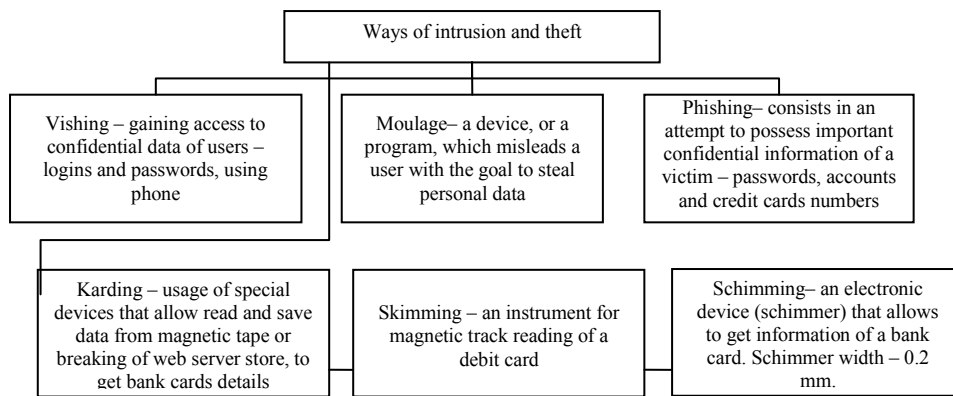 Ways of intrusion and theft
Vishing – gaining access to
confidential data of users –
logins and passwords, using
phone
Moulage– a device, or a
program, which misleads a
user with the goal to steal
personal data
Phishing– consists in an
attempt to possess important
confidential information of a
victim – passwords, accounts
and credit cards numbers
Karding – usage of special
devices that allow read and save
data from magnetic tape or
breaking of web server store, to
get bank cards details
Skimming – an instrument for
magnetic track reading of a
debit card
Schimming– an electronic
device (schimmer) that allows
to get information of a bank
card. Schimmer width – 0.2
mm.